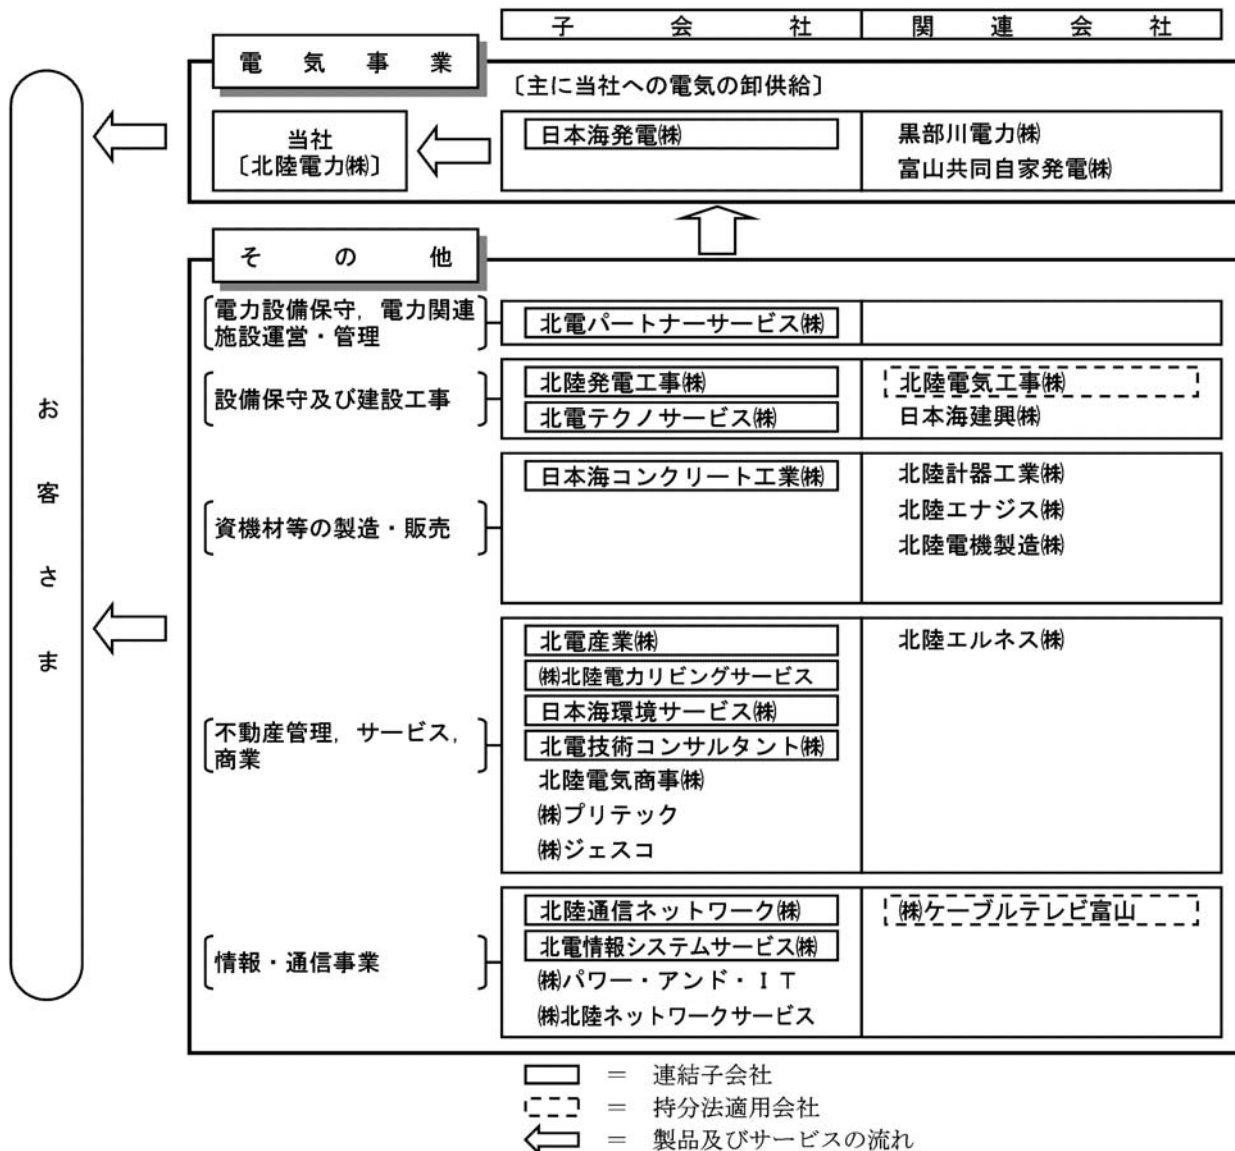 子会社 関連会社
電気事業
〔主に当社への電気の卸供給〕
当社
〔北陸電力㈱〕
日本海発電㈱
黒部川電力㈱
富山共同自家発電㈱
その他
電力設備保守，電力関連
施設運営・管理
北電パートナーサービス㈱
設備保守及び建設工事
北陸発電工事㈱
北電テクノサービス㈱
北陸電気工事㈱
日本海建興㈱
資機材等の製造・販売
日本海コンクリート工業㈱
北陸計器工業㈱
北陸エナジス㈱
北陸電機製造㈱
不動産管理，サービス，
商業
北電産業㈱
㈱北陸電力リビングサービス
日本海環境サービス㈱
北電技術コンサルタント㈱
北陸電気商事㈱
㈱プリテック
㈱ジェスコ
北陸エルネス㈱
情報・通信事業
北陸通信ネットワーク㈱
北電情報システムサービス㈱
㈱パワー・アンド・ＩＴ
㈱北陸ネットワークサービス
㈱ケーブルテレビ富山
お客さま
＝ 連結子会社
＝ 持分法適用会社
＝ 製品及びサービスの流れ